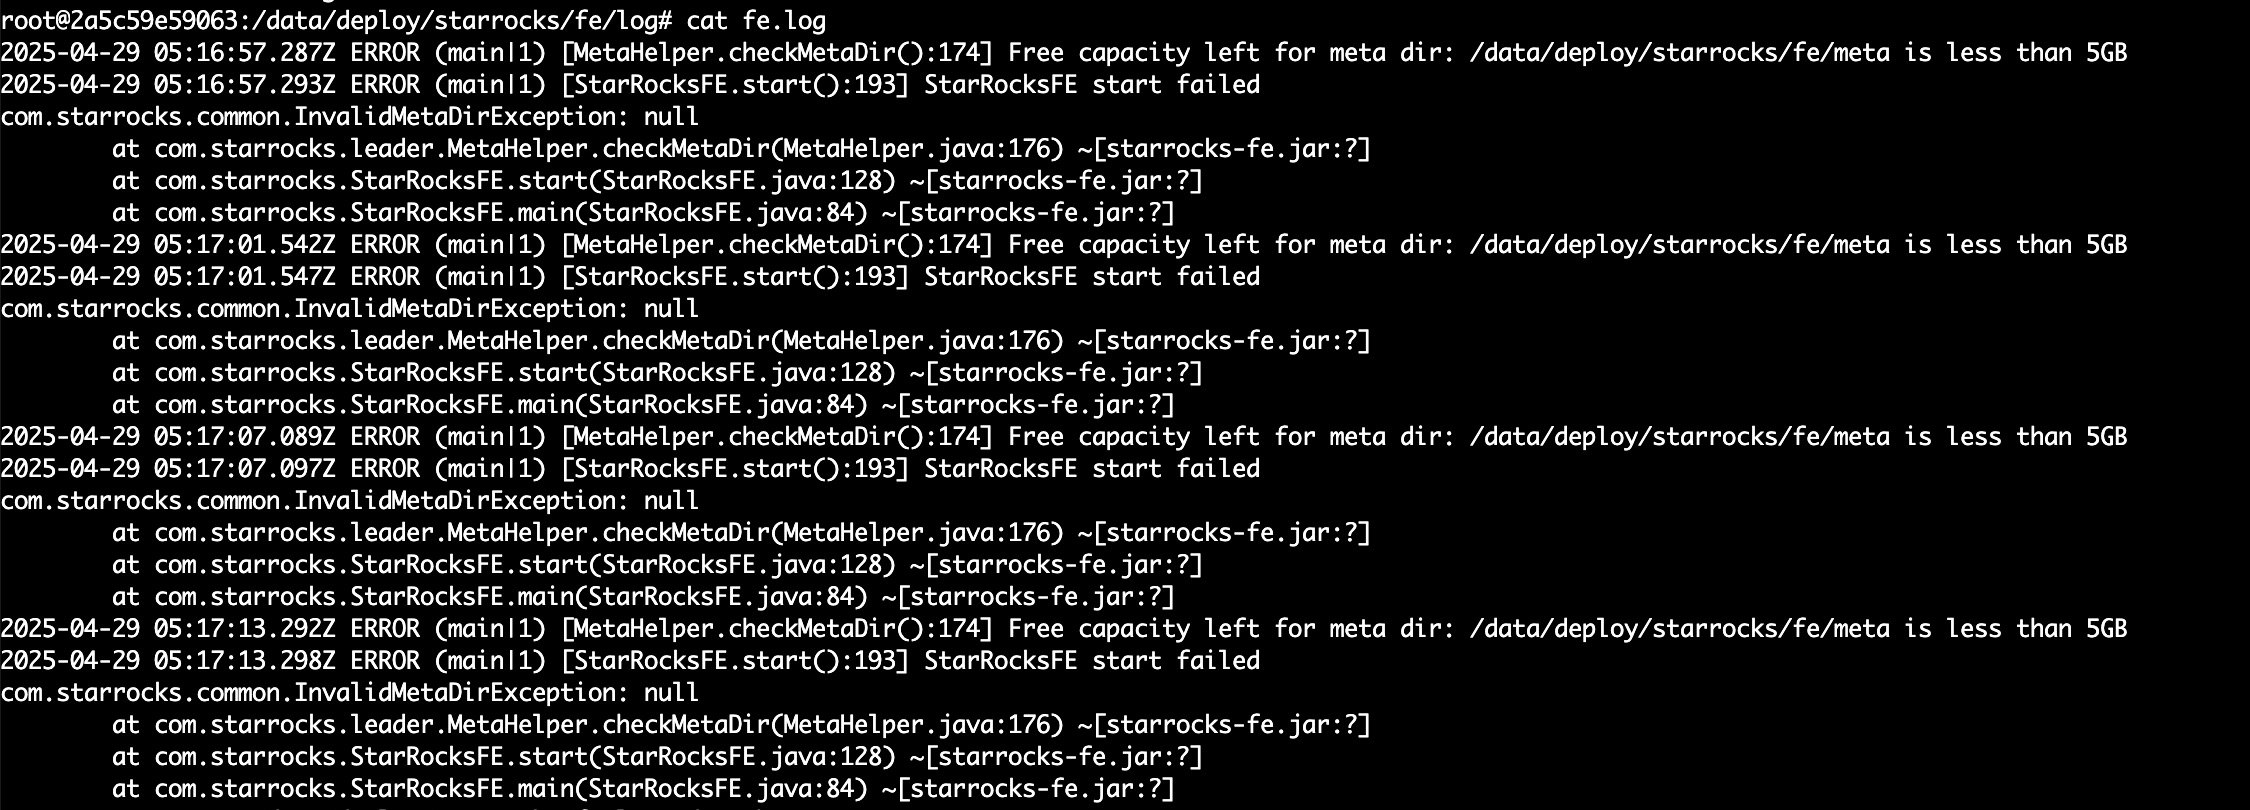 root@2a5c59e59063:/data/deploy/starrocks/fe/log# cat fe.log
2025-04-29 05:16:57.287Z ERROR (main|1) [MetaHelper.checkMetaDir():174] Free capacity left for meta dir: /data/deploy/starrocks/fe/meta is less than 5GB
2025-04-29 05:16:57.293Z ERROR (main|1) [StarRocksFE.start():193] StarRocksFE start failed
com.starrocks.common.InvalidMetaDirException: null
        at com.starrocks.leader.MetaHelper.checkMetaDir(MetaHelper.java:176) ~[starrocks-fe.jar:?]
        at com.starrocks.StarRocksFE.start(StarRocksFE.java:128) ~[starrocks-fe.jar:?]
        at com.starrocks.StarRocksFE.main(StarRocksFE.java:84) ~[starrocks-fe.jar:?]
2025-04-29 05:17:01.542Z ERROR (main|1) [MetaHelper.checkMetaDir():174] Free capacity left for meta dir: /data/deploy/starrocks/fe/meta is less than 5GB
2025-04-29 05:17:01.547Z ERROR (main|1) [StarRocksFE.start():193] StarRocksFE start failed
com.starrocks.common.InvalidMetaDirException: null
        at com.starrocks.leader.MetaHelper.checkMetaDir(MetaHelper.java:176) ~[starrocks-fe.jar:?]
        at com.starrocks.StarRocksFE.start(StarRocksFE.java:128) ~[starrocks-fe.jar:?]
        at com.starrocks.StarRocksFE.main(StarRocksFE.java:84) ~[starrocks-fe.jar:?]
2025-04-29 05:17:07.089Z ERROR (main|1) [MetaHelper.checkMetaDir():174] Free capacity left for meta dir: /data/deploy/starrocks/fe/meta is less than 5GB
2025-04-29 05:17:07.097Z ERROR (main|1) [StarRocksFE.start():193] StarRocksFE start failed
com.starrocks.common.InvalidMetaDirException: null
        at com.starrocks.leader.MetaHelper.checkMetaDir(MetaHelper.java:176) ~[starrocks-fe.jar:?]
        at com.starrocks.StarRocksFE.start(StarRocksFE.java:128) ~[starrocks-fe.jar:?]
        at com.starrocks.StarRocksFE.main(StarRocksFE.java:84) ~[starrocks-fe.jar:?]
2025-04-29 05:17:13.292Z ERROR (main|1) [MetaHelper.checkMetaDir():174] Free capacity left for meta dir: /data/deploy/starrocks/fe/meta is less than 5GB
2025-04-29 05:17:13.298Z ERROR (main|1) [StarRocksFE.start():193] StarRocksFE start failed
com.starrocks.common.InvalidMetaDirException: null
        at com.starrocks.leader.MetaHelper.checkMetaDir(MetaHelper.java:176) ~[starrocks-fe.jar:?]
        at com.starrocks.StarRocksFE.start(StarRocksFE.java:128) ~[starrocks-fe.jar:?]
        at com.starrocks.StarRocksFE.main(StarRocksFE.java:84) ~[starrocks-fe.jar:?]